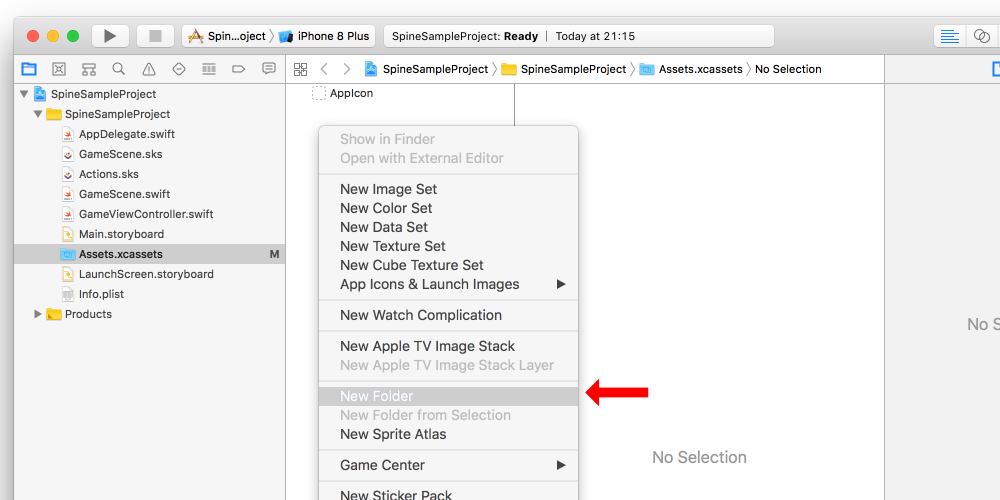 Spin...oject
iPhone 8 Plus
SpineSampleProject: Ready | Today at 21:15
SpineSampleProject
SpineSampleProject
Assets.xcassets
No Selection
SpineSampleProject
SpineSampleProject
AppDelegate.swift
GameScene.sks
Actions.sks
GameScene.swift
GameViewController.swift
Main.storyboard
Assets.xcassets M
LaunchScreen.storyboard
Info.plist
Products
AppIcon
Show in Finder
Open with External Editor
New Image Set
New Color Set
New Data Set
New Texture Set
New Cube Texture Set
App Icons & Launch Images
New Watch Complication
New Apple TV Image Stack
New Apple TV Image Stack Layer
New Folder
New Folder from Selection
New Sprite Atlas
Game Center
New Sticker Pack
No Selection
No S